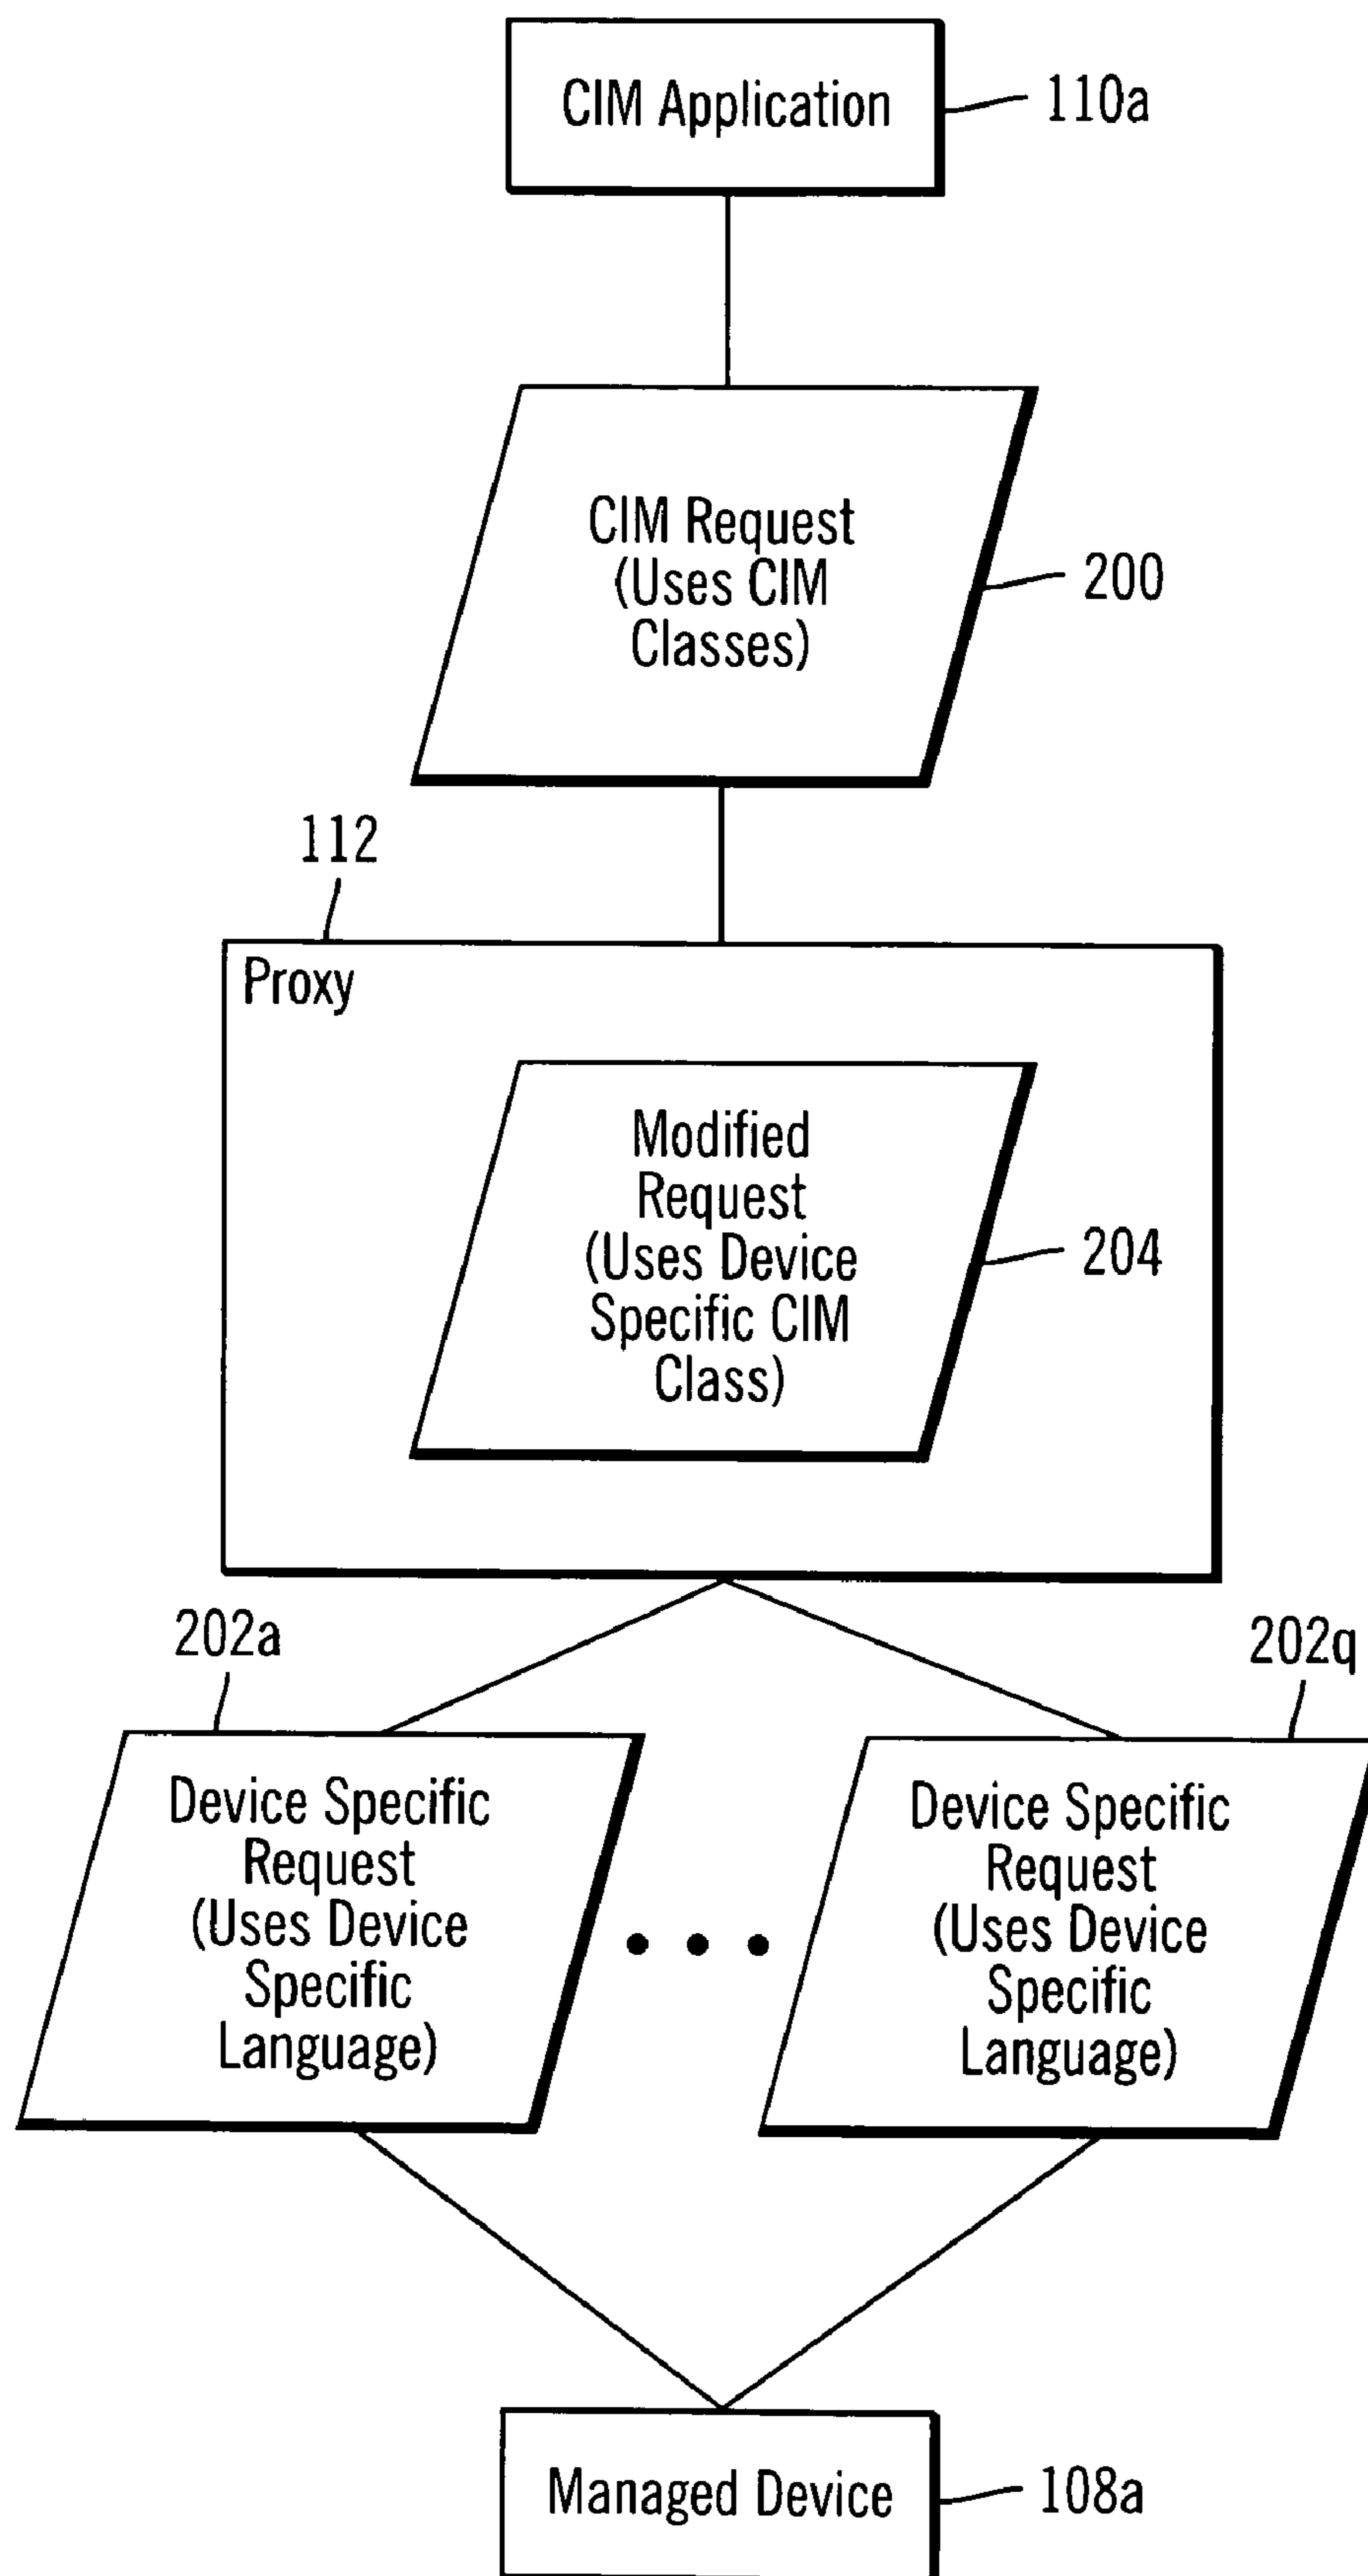 CIM Application
110a
CIM Request
(Uses CIM
Classes)
200
112
Proxy
Modified
Request
(Uses Device
Specific CIM
Class)
204
202a
202q
Device Specific
Request
(Uses Device
Specific
Language)
Device Specific
Request
(Uses Device
Specific
Language)
Managed Device
108a